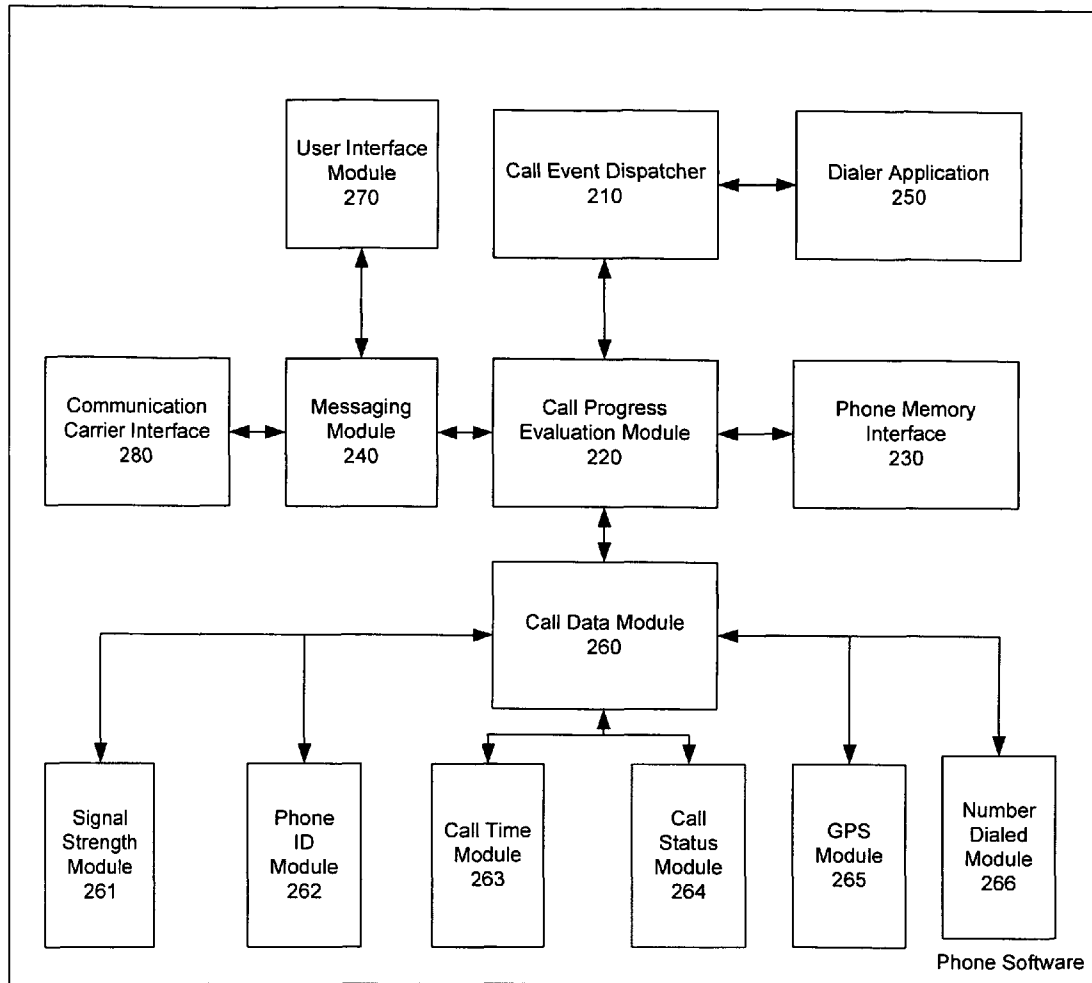 User Interface
Module
270
Call Event Dispatcher
210
Dialer Application
250
Communication
Carrier Interface
280
Messaging
Module
240
Call Progress
Evaluation Module
220
Phone Memory
Interface
230
Call Data Module
260
Signal
Strength
Module
261
Phone
ID
Module
262
Call Time
Module
263
Call
Status
Module
264
GPS
Module
265
Number
Dialed
Module
266
Phone Software